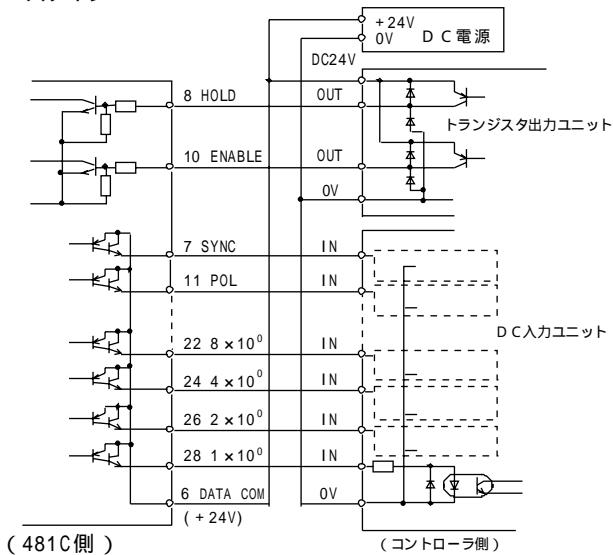 +24V
0V
DC電源
DC24V
8 HOLD
OUT
トランジスタ出力ユニット
10 ENABLE
OUT
0V
7 SYNC
IN
11 POL
IN
DC入力ユニット
22 8×10⁰
IN
24 4×10⁰
IN
26 2×10⁰
IN
28 1×10⁰
IN
6 DATA COM
0V
(+24V)
(481C側)
(コントローラ側)